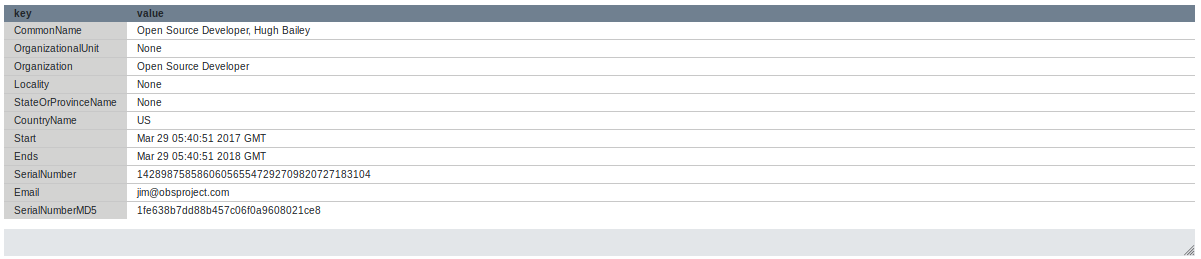 key value
CommonName Open Source Developer, Hugh Bailey
OrganizationalUnit None
Organization Open Source Developer
Locality None
StateOrProvinceName None
CountryName US
Start Mar 29 05:40:51 2017 GMT
Ends Mar 29 05:40:51 2018 GMT
SerialNumber 142898758586060565547292709820727183104
Email jim@obsproject.com
SerialNumberMD5 1fe638b7dd88b457c06f0a9608021ce8